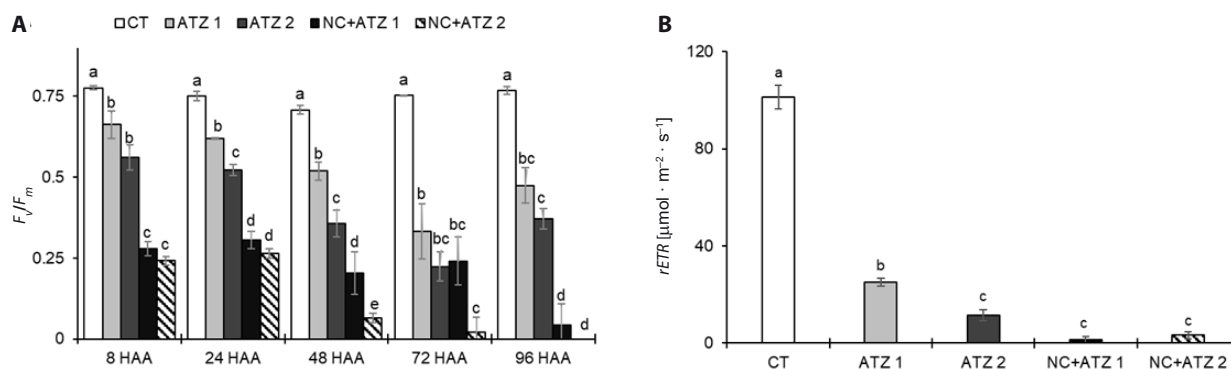 A
CT ATZ 1 ATZ 2 NC+ATZ 1 NC+ATZ 2
Fv/Fm
0.75
0.5
0.25
0
a b b c c
a b c d d
a b c d e
a b bc bc c
a bc c d d
8 HAA 24 HAA 48 HAA 72 HAA 96 HAA
B
rETR [μmol · m⁻² · s⁻¹]
120
80
40
0
a b c c c
CT ATZ 1 ATZ 2 NC+ATZ 1 NC+ATZ 2